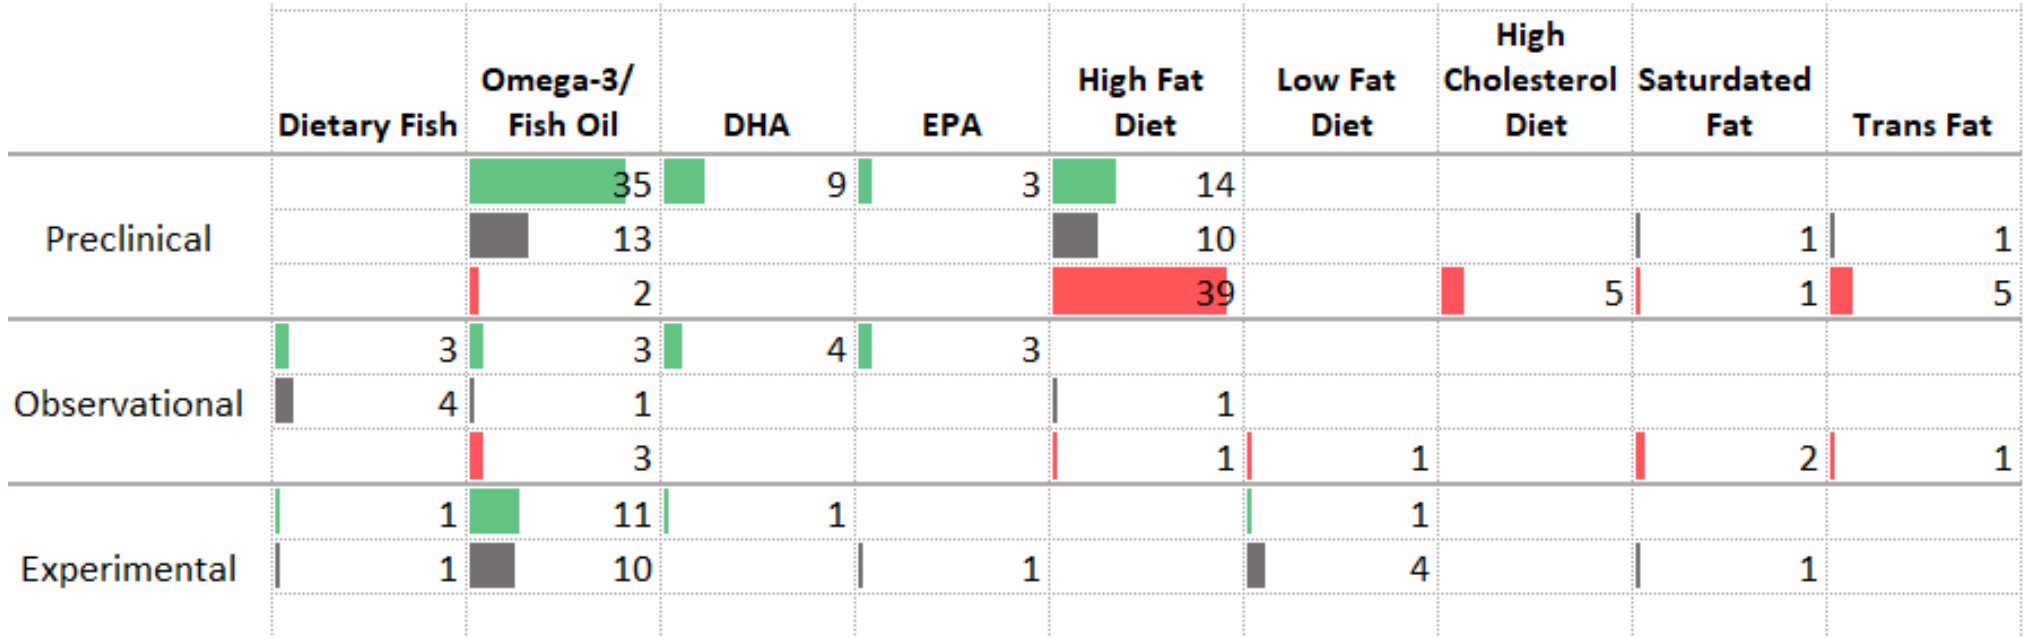 High
Omega-3/ High Fat Low Fat Cholesterol Saturdated
Dietary Fish Fish Oil DHA EPA Diet Diet Diet Fat Trans Fat
35 9 3 14
Preclinical 13 10 1 1
2 39 5 1 5
3 3 4 3
Observational 4 1 1
3 1 1 2 1
1 11 1 1
Experimental 1 10 1 4 1